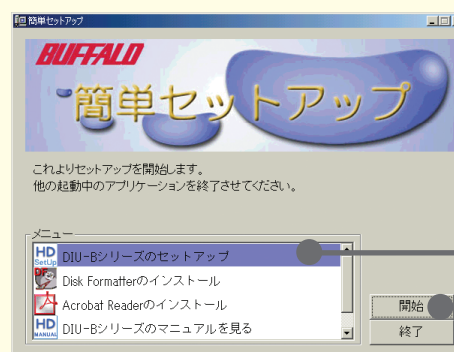 簡単セットアップ
BUFFALO
簡単セットアップ
これよりセットアップを開始します。
他の起動中のアプリケーションを終了させてください。
メニュー
HD SetUp DIU-Bシリーズのセットアップ
DF Disk Formatterのインストール
Acrobat Readerのインストール
HD MANUAL DIU-Bシリーズのマニュアルを見る
開始
終了